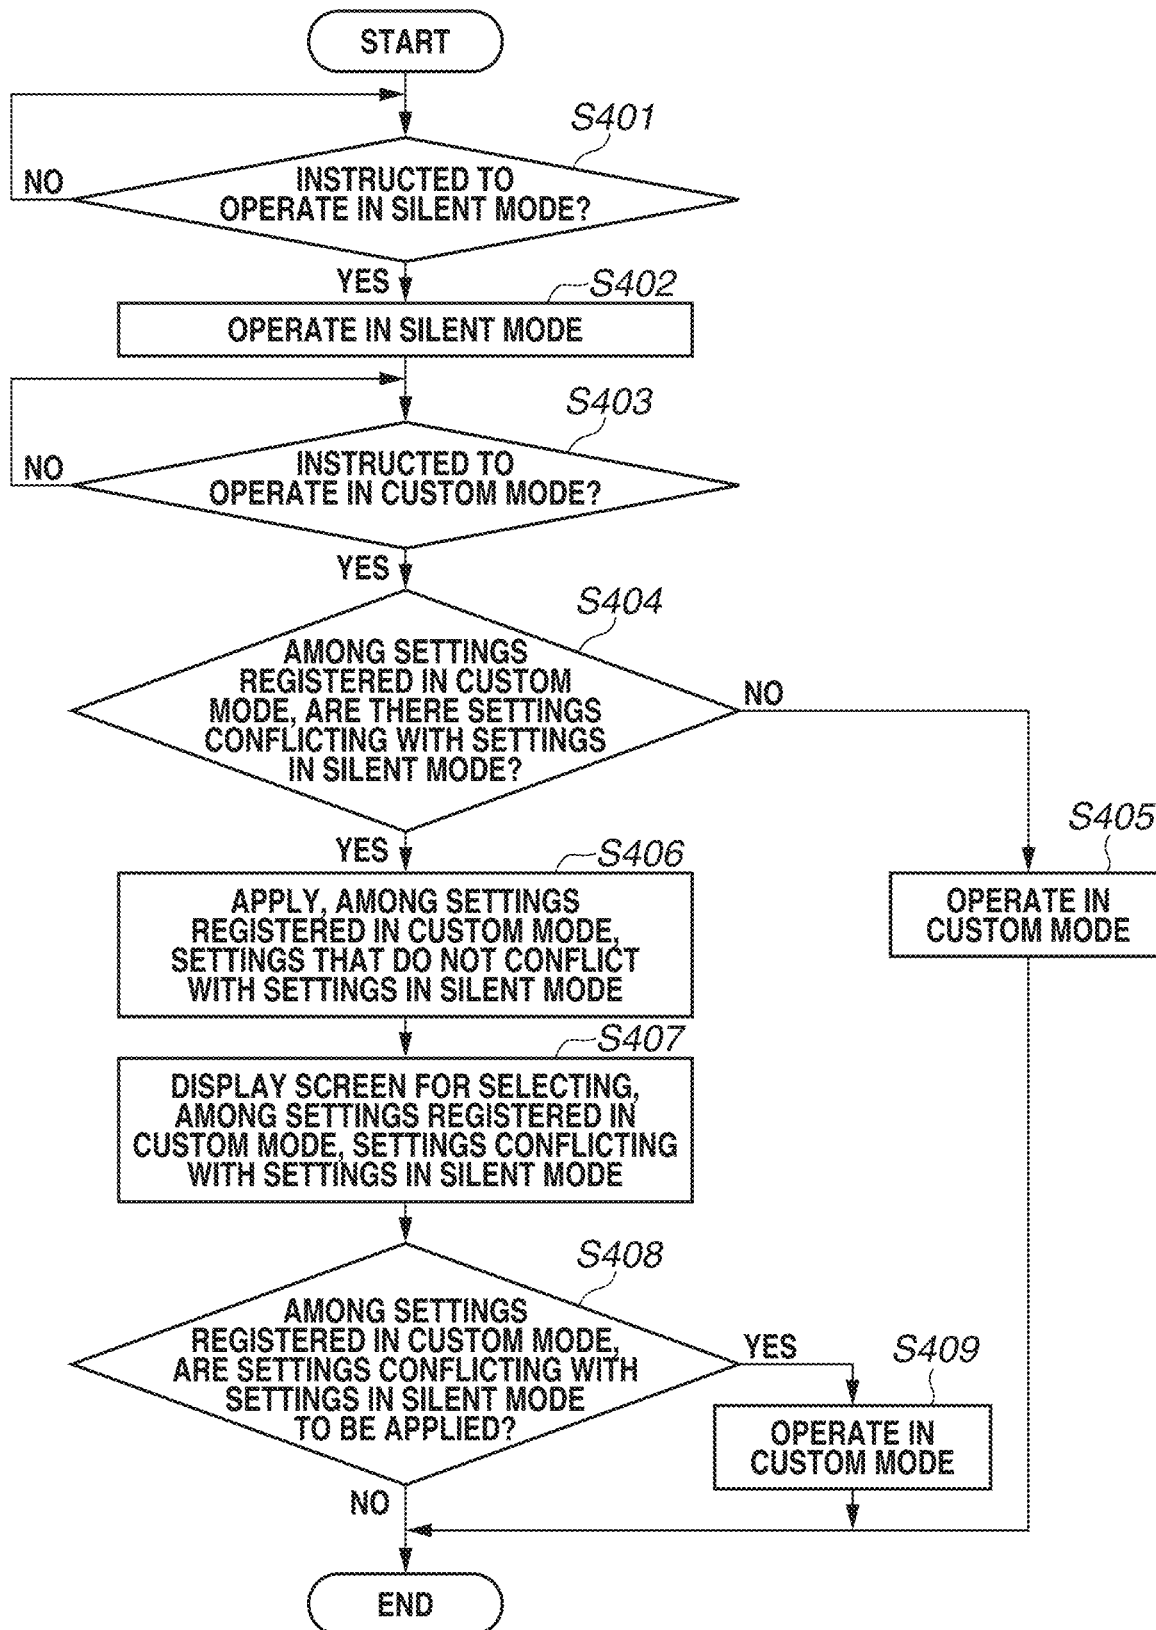 START
S401
NO
INSTRUCTED TO
OPERATE IN SILENT MODE?
YES
S402
OPERATE IN SILENT MODE
S403
NO
INSTRUCTED TO
OPERATE IN CUSTOM MODE?
YES
S404
AMONG SETTINGS
REGISTERED IN CUSTOM
MODE, ARE THERE SETTINGS
CONFLICTING WITH SETTINGS
IN SILENT MODE?
NO
S405
OPERATE IN
CUSTOM MODE
YES
S406
APPLY, AMONG SETTINGS
REGISTERED IN CUSTOM MODE,
SETTINGS THAT DO NOT CONFLICT
WITH SETTINGS IN SILENT MODE
S407
DISPLAY SCREEN FOR SELECTING,
AMONG SETTINGS REGISTERED IN
CUSTOM MODE, SETTINGS CONFLICTING
WITH SETTINGS IN SILENT MODE
S408
AMONG SETTINGS
REGISTERED IN CUSTOM MODE,
ARE SETTINGS CONFLICTING WITH
SETTINGS IN SILENT MODE
TO BE APPLIED?
YES
S409
OPERATE IN
CUSTOM MODE
NO
END